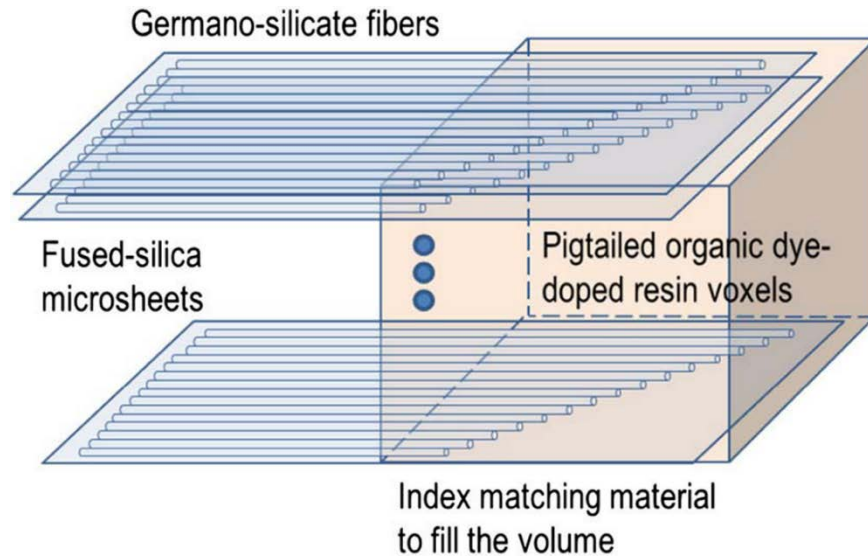 Germano-silicate fibers
Fused-silica
microsheets
Pigtailed organic dye-
doped resin voxels
Index matching material
to fill the volume